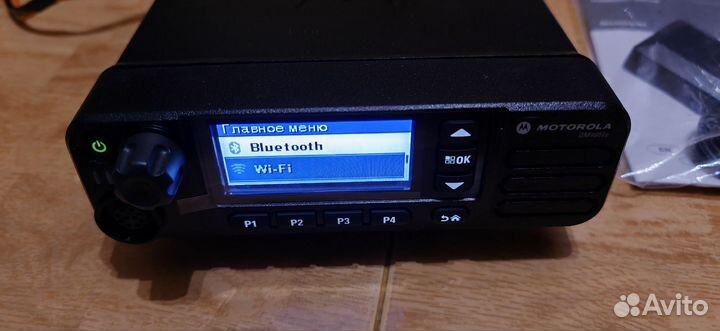 Главное меню
Bluetooth
Wi-Fi
OK
MOTOROLA
P1 P2 P3 P4
Avito